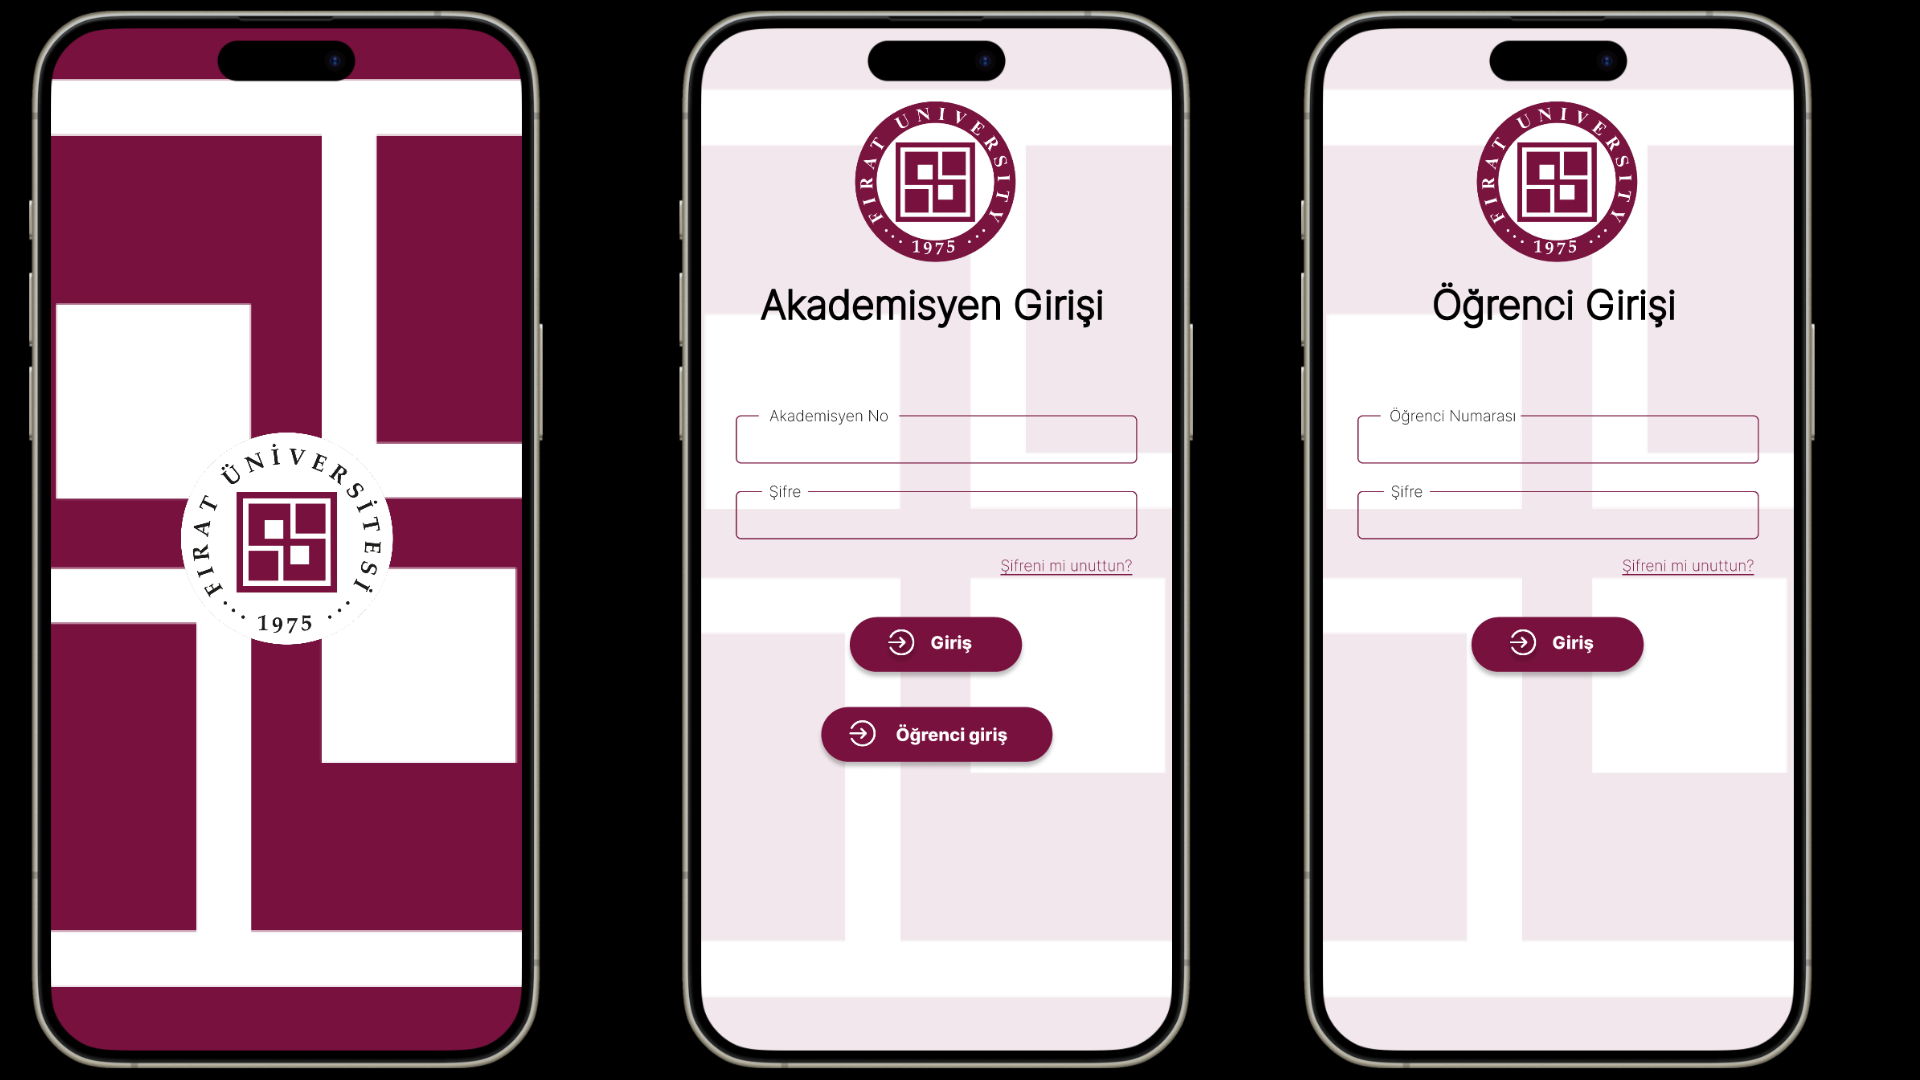 FIRAT ÜNİVERSİTESİ
1975
FIRAT UNIVERSITY
1975
Akademisyen Girişi
Akademisyen No
Şifre
Şifreni mi unuttun?
Giriş
Öğrenci giriş
FIRAT UNIVERSITY
1975
Öğrenci Girişi
Öğrenci Numarası
Şifre
Şifreni mi unuttun?
Giriş